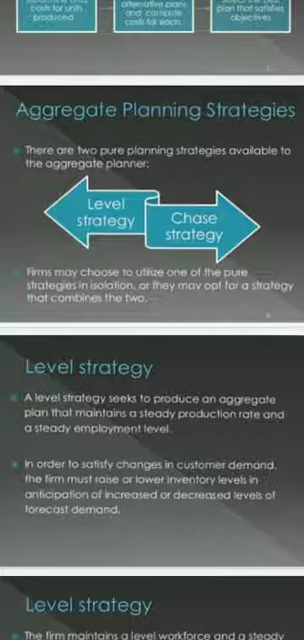 costs for units
produced
alternative plans
and compute
costs for each
plan that satisfies
objectives
Aggregate Planning Strategies
There are two pure planning strategies available to
the aggregate planner:
Level
strategy
Chase
strategy
Firms may choose to utilize one of the pure
strategies in isolation, or they may opt for a strategy
that combines the two.
Level strategy
A level strategy seeks to produce an aggregate
plan that maintains a steady production rate and
a steady employment level.
In order to satisfy changes in customer demand,
the firm must raise or lower inventory levels in
anticipation of increased or decreased levels of
forecast demand.
Level strategy
The firm maintains a level workforce and a steady